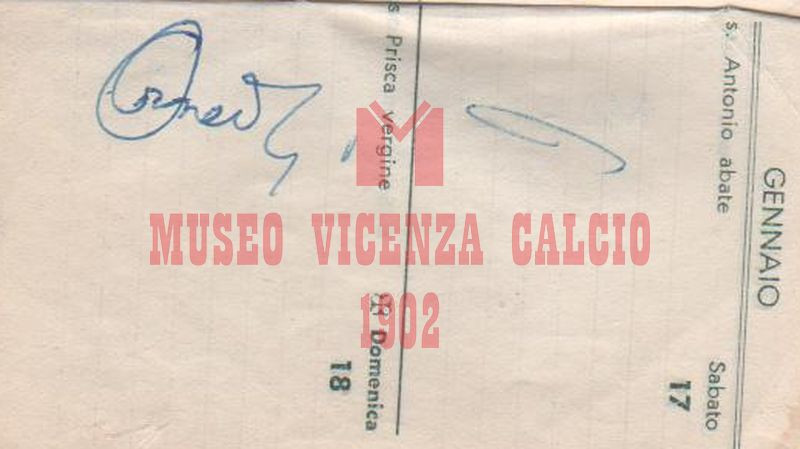 GENNAIO
Sabato
17
s. Antonio abate
✠ Domenica
18
s. Prisca vergine
MUSEO VICENZA CALCIO
1902